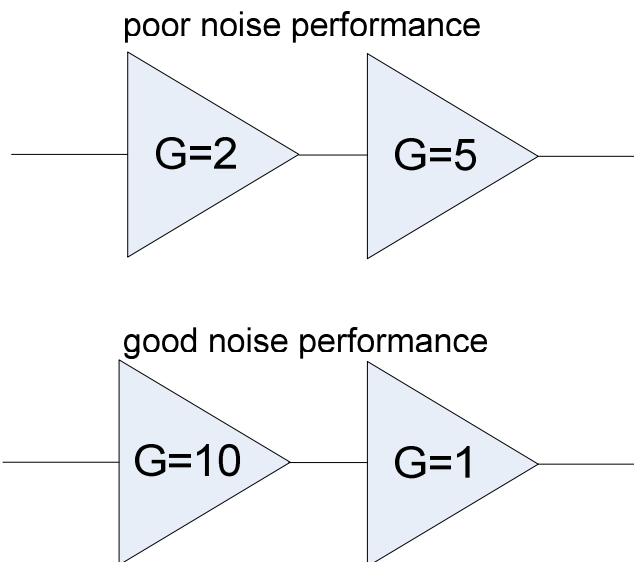 poor noise performance
G=2 G=5
good noise performance
G=10 G=1